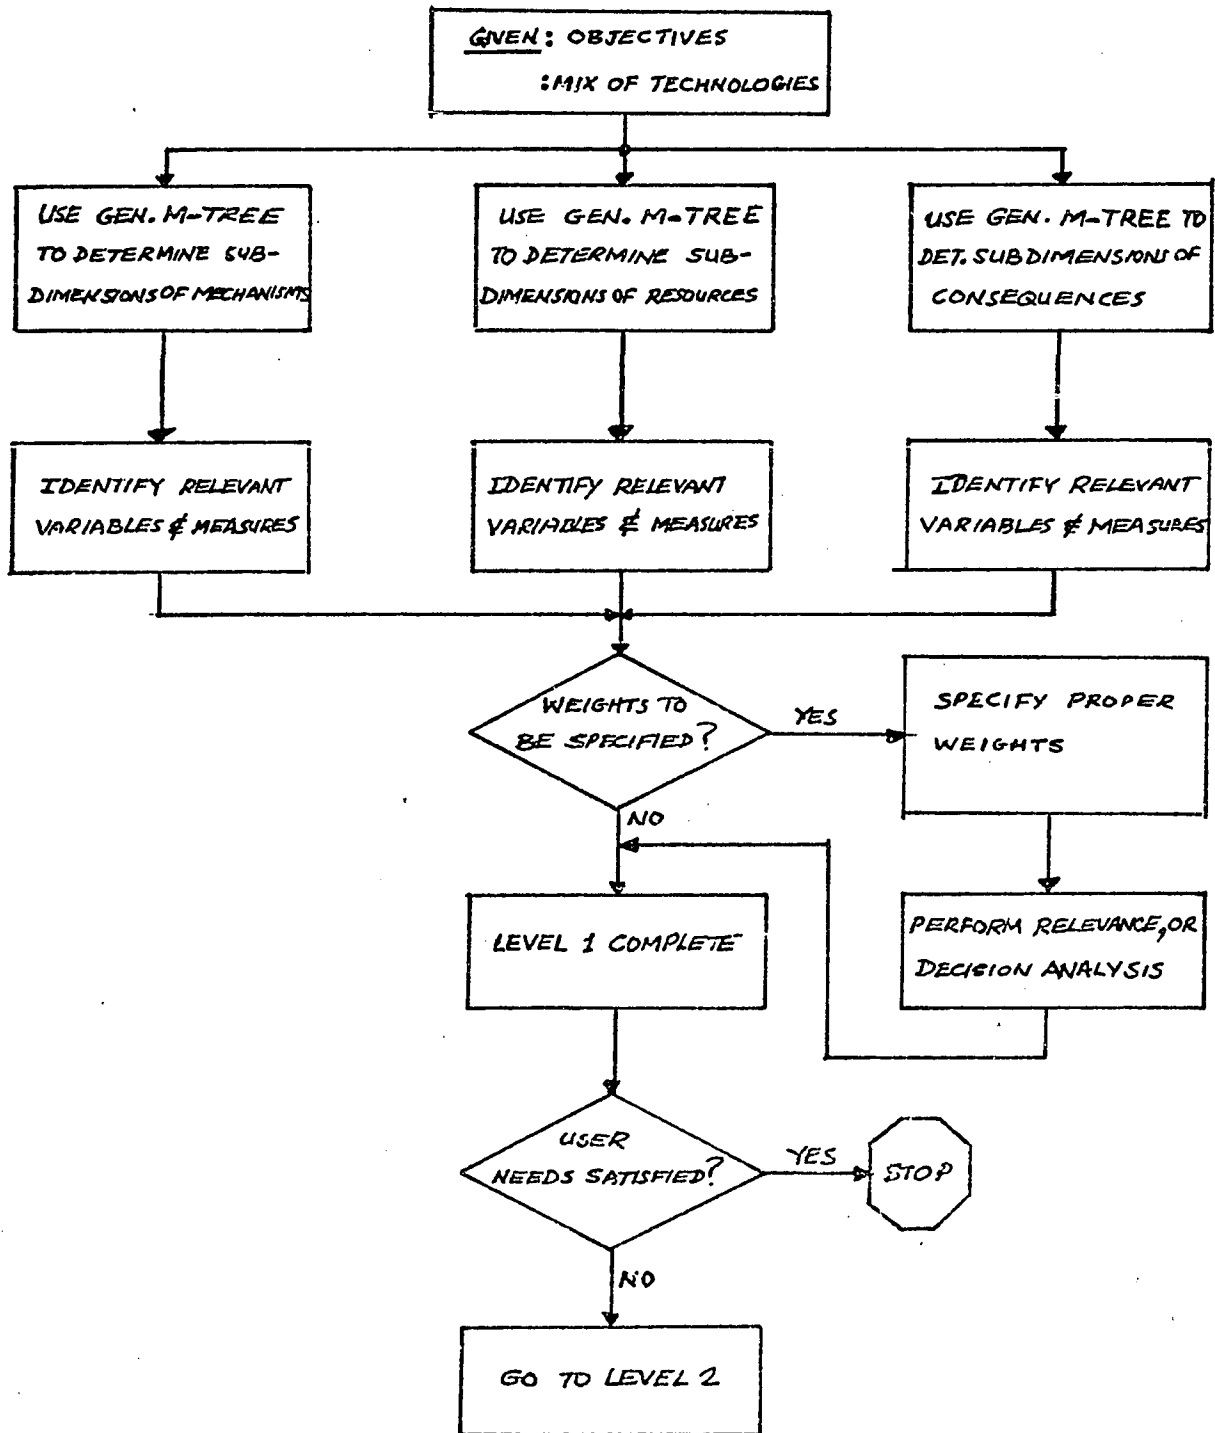 GIVEN: OBJECTIVES
:MIX OF TECHNOLOGIES
USE GEN. M-TREE
TO DETERMINE SUB-
DIMENSIONS OF MECHANISMS
USE GEN. M-TREE
TO DETERMINE SUB-
DIMENSIONS OF RESOURCES
USE GEN. M-TREE TO
DET. SUBDIMENSIONS OF
CONSEQUENCES
IDENTIFY RELEVANT
VARIABLES & MEASURES
IDENTIFY RELEVANT
VARIABLES & MEASURES
IDENTIFY RELEVANT
VARIABLES & MEASURES
WEIGHTS TO
BE SPECIFIED?
YES
SPECIFY PROPER
WEIGHTS
NO
LEVEL 1 COMPLETE
PERFORM RELEVANCE, OR
DECISION ANALYSIS
USER
NEEDS SATISFIED?
YES
STOP
NO
GO TO LEVEL 2